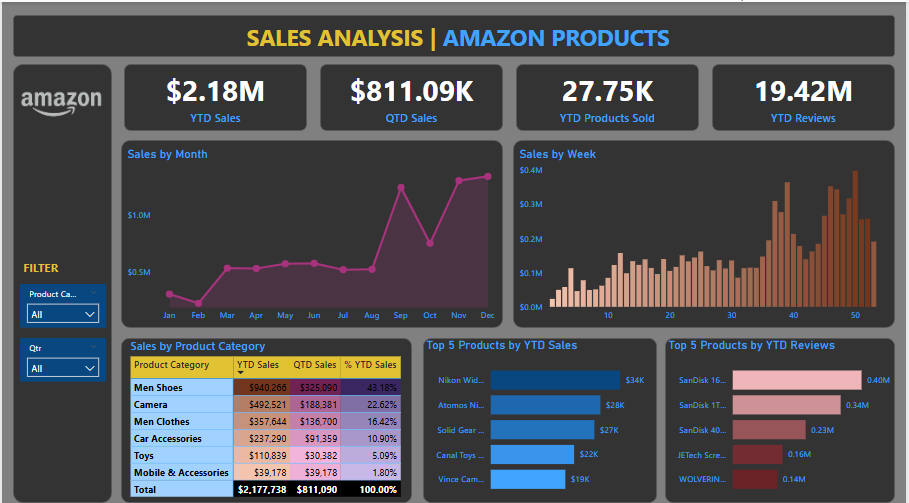 SALES ANALYSIS | AMAZON PRODUCTS
amazon
$2.18M
YTD Sales
$811.09K
QTD Sales
27.75K
YTD Products Sold
19.42M
YTD Reviews
FILTER
Product Ca...
All
Qtr
All
Sales by Month
$1.0M
$0.5M
Jan Feb Mar Apr May Jun Jul Aug Sep Oct Nov Dec
Sales by Week
$0.4M
$0.3M
$0.2M
$0.1M
$0.0M
10 20 30 40 50
Sales by Product Category
Product Category YTD Sales QTD Sales % YTD Sales
Men Shoes $940,266 $325,090 43.18%
Camera $492,521 $188,381 22.62%
Men Clothes $357,644 $136,700 16.42%
Car Accessories $237,290 $91,359 10.90%
Toys $110,839 $30,382 5.09%
Mobile & Accessories $39,178 $39,178 1.80%
Total $2,177,738 $811,090 100.00%
Top 5 Products by YTD Sales
Nikon Wid... $34K
Atomos Ni... $28K
Solid Gear ... $27K
Canal Toys ... $22K
Vince Cam... $19K
Top 5 Products by YTD Reviews
SanDisk 16... 0.40M
SanDisk 1T... 0.34M
SanDisk 40... 0.23M
JETech Scre... 0.16M
WOLVERIN... 0.14M